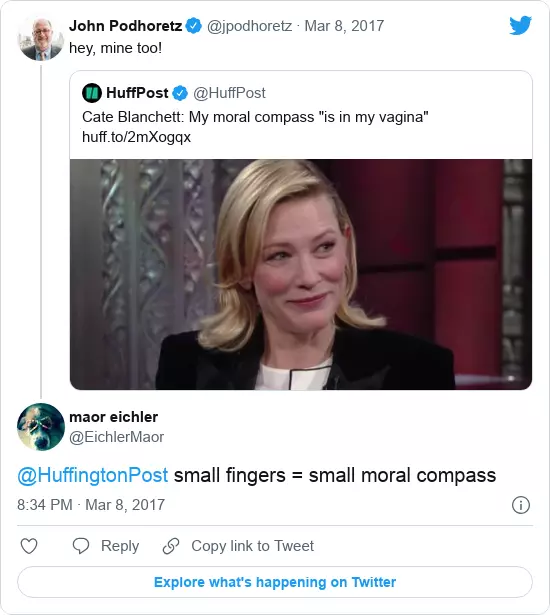 John Podhoretz @jpodhoretz · Mar 8, 2017
hey, mine too!
HuffPost @HuffPost
Cate Blanchett: My moral compass "is in my vagina"
huff.to/2mXogqx
maor eichler
@EichlerMaor
@HuffingtonPost small fingers = small moral compass
8:34 PM · Mar 8, 2017
Reply Copy link to Tweet
Explore what's happening on Twitter